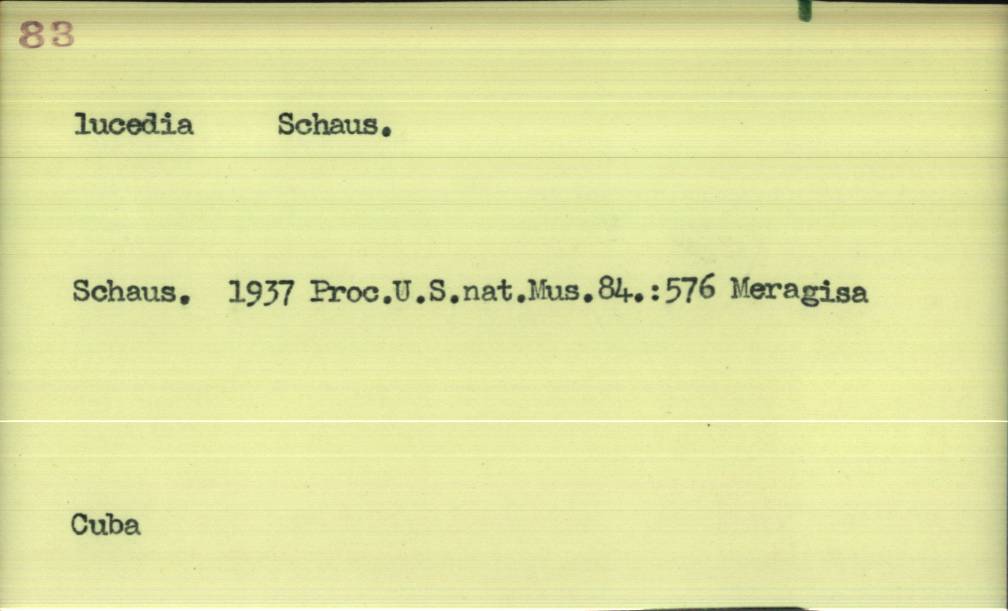 83
lucedia Schaus.
Schaus. 1937 Proc.U.S.nat.Mus.84.:576 Meragisa
Cuba